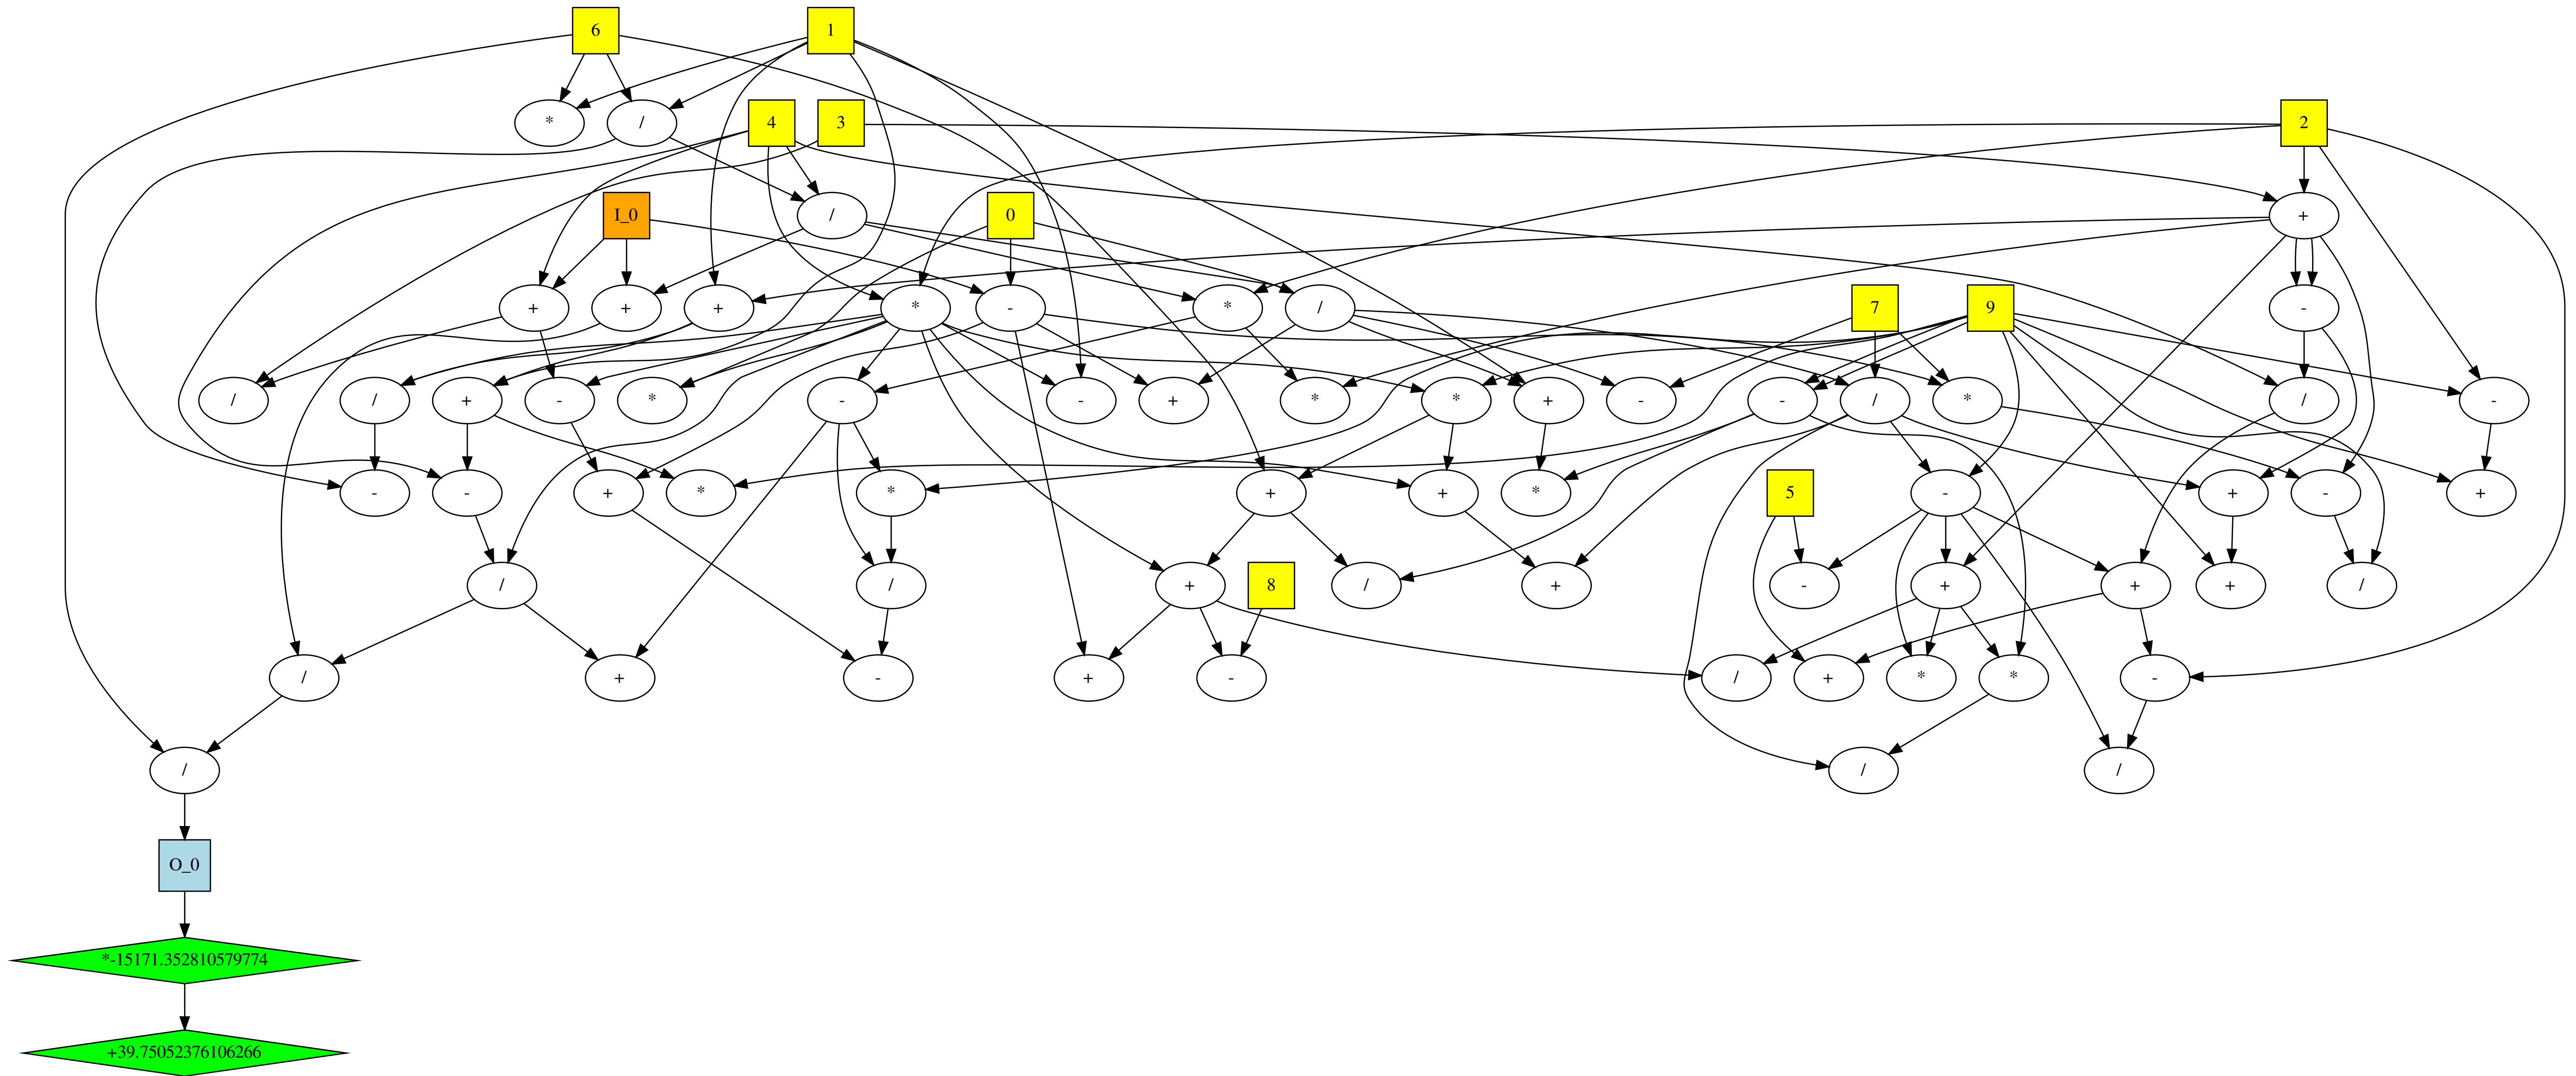 6 1
* / 4 3 2
I_0 / 0 +
+ + + * - * / 7 9 -
/ / + - * - - + * * + - - / * / -
- - + * * + + * 5 - + - +
/ / + 8 / + - + + + /
/ + - + - / + * * -
/ / /
O_0
*-15171.352810579774
+39.75052376106266